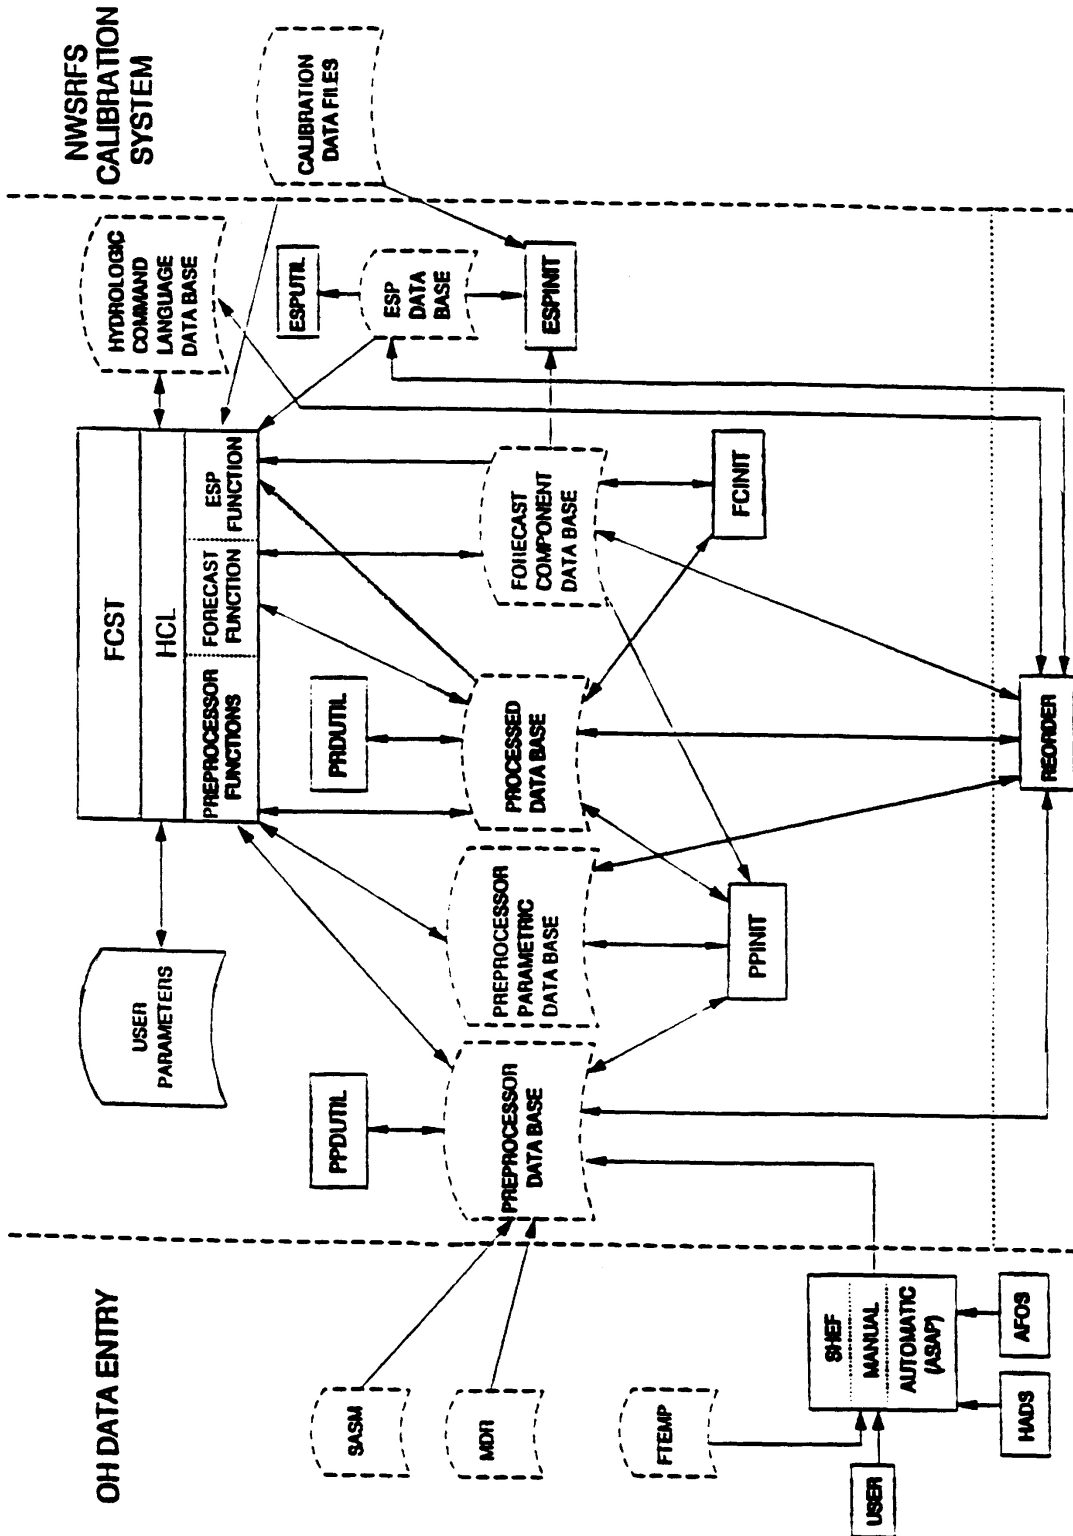 OH DATA ENTRY
NWSRFS
CALIBRATION
SYSTEM
FCST
HCL
PREPROCESSOR
FUNCTIONS
FORECAST
FUNCTION
ESP
FUNCTION
USER
PARAMETERS
HYDROLOGIC
COMMAND
LANGUAGE
DATA BASE
CALIBRATION
DATA FILES
SASM
MDR
FTEMP
PPDUTIL
PRDUTIL
ESPUTIL
PREPROCESSOR
DATA BASE
PREPROCESSOR
PARAMETRIC
DATA BASE
PROCESSED
DATA BASE
FORECAST
COMPONENT
DATA BASE
ESP
DATA
BASE
ESPINIT
PPINIT
FCINIT
USER
SHEF
MANUAL
AUTOMATIC
(ASAP)
HADS
AFOS
REORDER